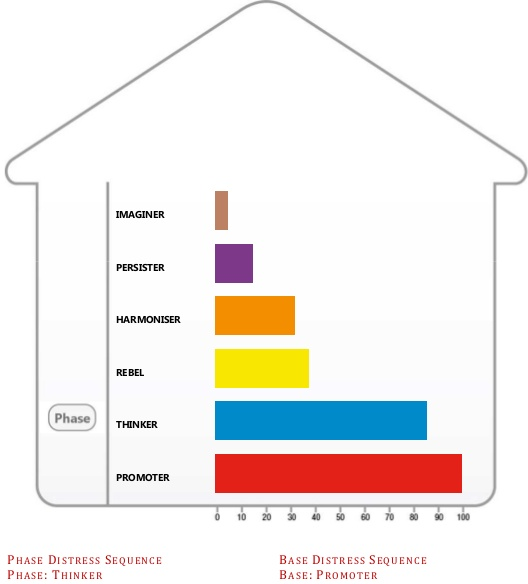 IMAGINER
PERSISTER
HARMONISER
REBEL
Phase
THINKER
PROMOTER
0 10 20 30 40 50 60 70 80 90 100
PHASE DISTRESS SEQUENCE
PHASE: THINKER
BASE DISTRESS SEQUENCE
BASE: PROMOTER